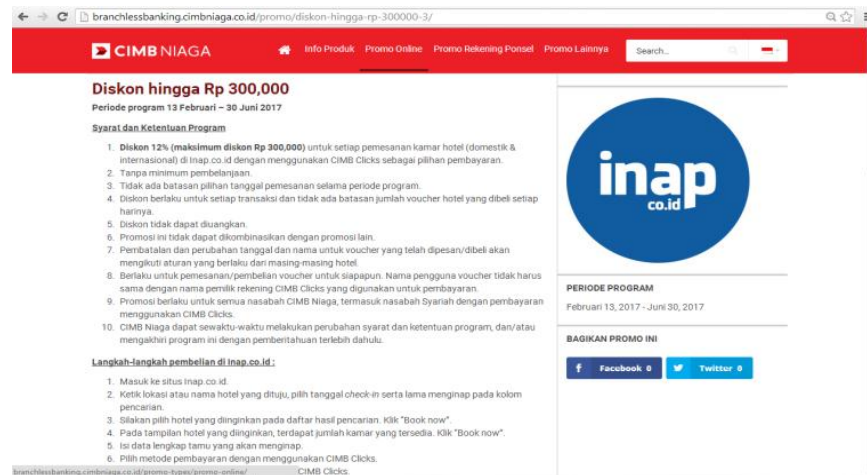 branchlessbanking.cimbniaga.co.id/promo/diskon-hingga-rp-300000-3/
CIMB NIAGA
Info Produk Promo Online Promo Rekening Ponsel Promo Lainnya
Search...
Diskon hingga Rp 300,000
Periode program 13 Februari – 30 Juni 2017
Syarat dan Ketentuan Program
1. Diskon 12% (maksimum diskon Rp 300,000) untuk setiap pemesanan kamar hotel (domestik &
internasional) di Inap.co.id dengan menggunakan CIMB Clicks sebagai pilihan pembayaran.
2. Tanpa minimum pembelanjaan.
3. Tidak ada batasan pilihan tanggal pemesanan selama periode program.
4. Diskon berlaku untuk setiap transaksi dan tidak ada batasan jumlah voucher hotel yang dibeli setiap
harinya.
5. Diskon tidak dapat diuangkan.
6. Promosi ini tidak dapat dikombinasikan dengan promosi lain.
7. Pembatalan dan perubahan tanggal dan nama untuk voucher yang telah dipesan/dibeli akan
mengikuti aturan yang berlaku dari masing-masing hotel.
8. Berlaku untuk pemesanan/pembelian voucher untuk siapapun. Nama pengguna voucher tidak harus
sama dengan nama pemilik rekening CIMB Clicks yang digunakan untuk pembayaran.
9. Promosi berlaku untuk semua nasabah CIMB Niaga, termasuk nasabah Syariah dengan pembayaran
menggunakan CIMB Clicks.
10. CIMB Niaga dapat sewaktu-waktu melakukan perubahan syarat dan ketentuan program, dan/atau
mengakhiri program ini dengan pemberitahuan terlebih dahulu.
Langkah-langkah pembelian di Inap.co.id :
1. Masuk ke situs Inap.co.id.
2. Ketik lokasi atau nama hotel yang dituju, pilih tanggal check-in serta lama menginap pada kolom
pencarian.
3. Silakan pilih hotel yang diinginkan pada daftar hasil pencarian. Klik "Book now".
4. Pada tampilan hotel yang diinginkan, terdapat jumlah kamar yang tersedia. Klik "Book now".
5. Isi data lengkap tamu yang akan menginap.
6. Pilih metode pembayaran dengan menggunakan CIMB Clicks.
CIMB Clicks.
branchlessbanking.cimbniaga.co.id/promo-types/promo-online/
inap
co.id
PERIODE PROGRAM
Februari 13, 2017 - Juni 30, 2017
BAGIKAN PROMO INI
Facebook 0
Twitter 0